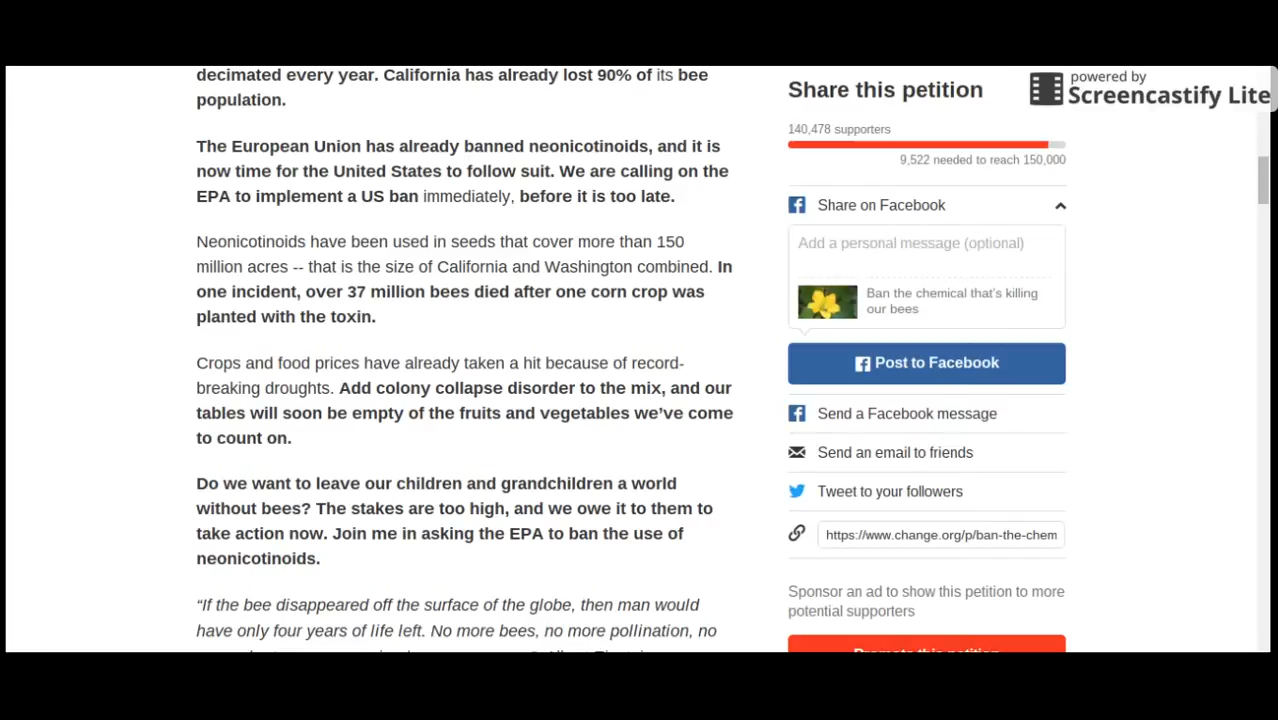 decimated every year. California has already lost 90% of its bee
population.
The European Union has already banned neonicotinoids, and it is
now time for the United States to follow suit. We are calling on the
EPA to implement a US ban immediately, before it is too late.
Neonicotinoids have been used in seeds that cover more than 150
million acres -- that is the size of California and Washington combined. In
one incident, over 37 million bees died after one corn crop was
planted with the toxin.
Crops and food prices have already taken a hit because of record-
breaking droughts. Add colony collapse disorder to the mix, and our
tables will soon be empty of the fruits and vegetables we’ve come
to count on.
Do we want to leave our children and grandchildren a world
without bees? The stakes are too high, and we owe it to them to
take action now. Join me in asking the EPA to ban the use of
neonicotinoids.
“If the bee disappeared off the surface of the globe, then man would
have only four years of life left. No more bees, no more pollination, no
Share this petition
140,478 supporters
9,522 needed to reach 150,000
Share on Facebook
Add a personal message (optional)
Ban the chemical that’s killing
our bees
Post to Facebook
Send a Facebook message
Send an email to friends
Tweet to your followers
https://www.change.org/p/ban-the-chem
Sponsor an ad to show this petition to more
potential supporters
Promote this petition
powered by
Screencastify Lite